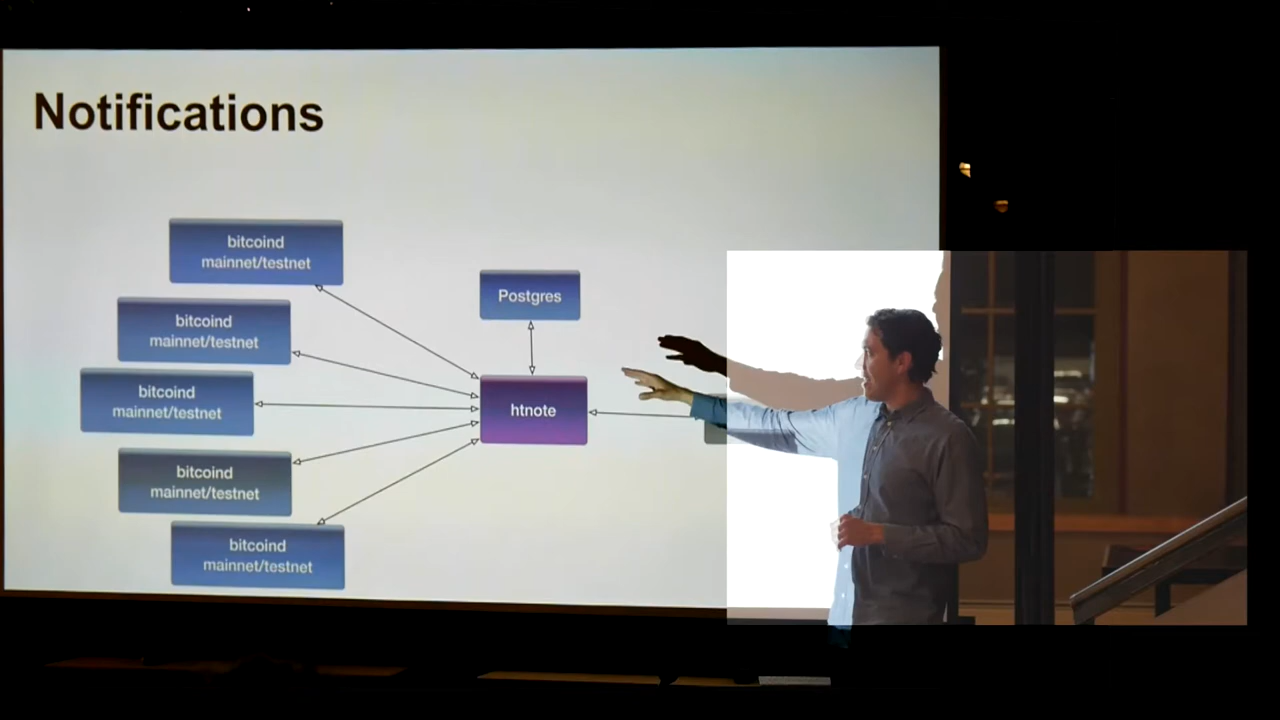 Notifications
bitcoind
mainnet/testnet
bitcoind
mainnet/testnet
Postgres
bitcoind
mainnet/testnet
htnote
bitcoind
mainnet/testnet
bitcoind
mainnet/testnet